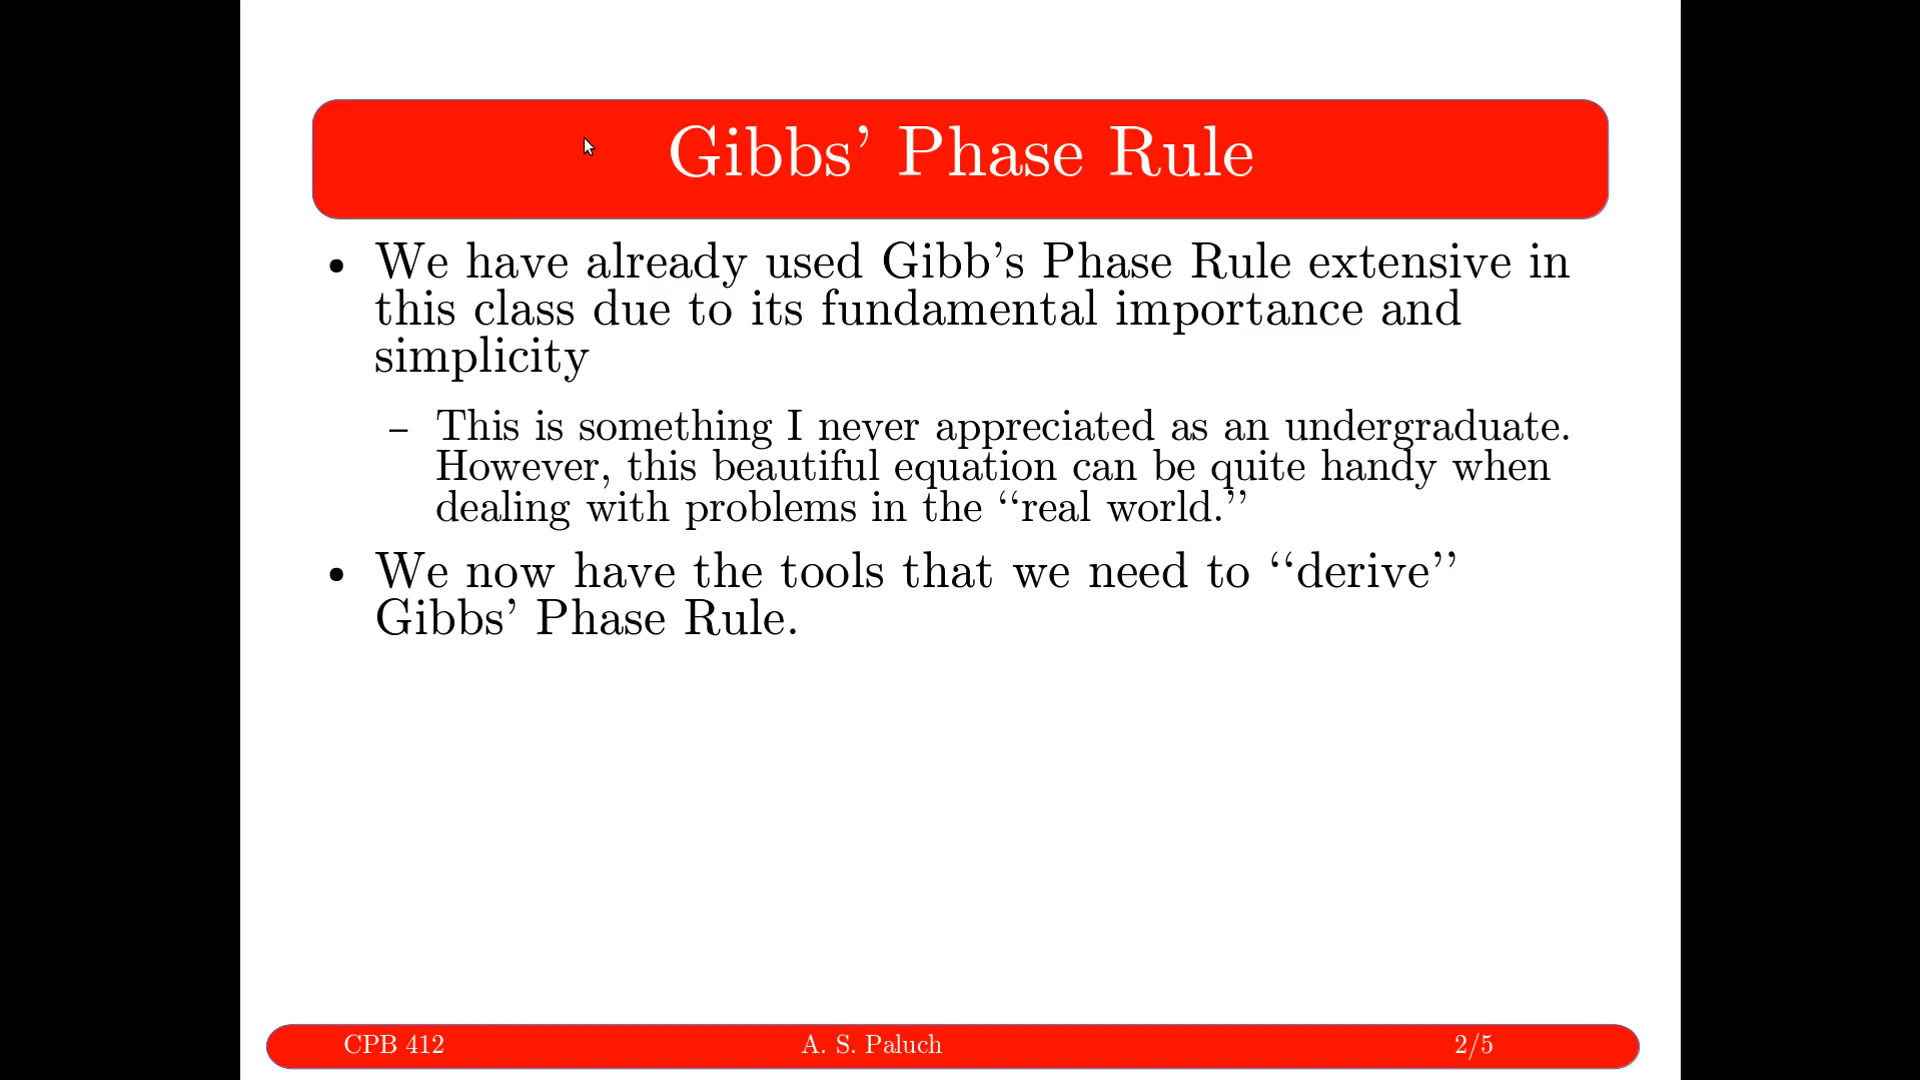 Gibbs’ Phase Rule
• We have already used Gibb’s Phase Rule extensive in
this class due to its fundamental importance and
simplicity
– This is something I never appreciated as an undergraduate.
However, this beautiful equation can be quite handy when
dealing with problems in the ‘‘real world.’’
• We now have the tools that we need to ‘‘derive’’
Gibbs’ Phase Rule.
CPB 412 A. S. Paluch 2/5